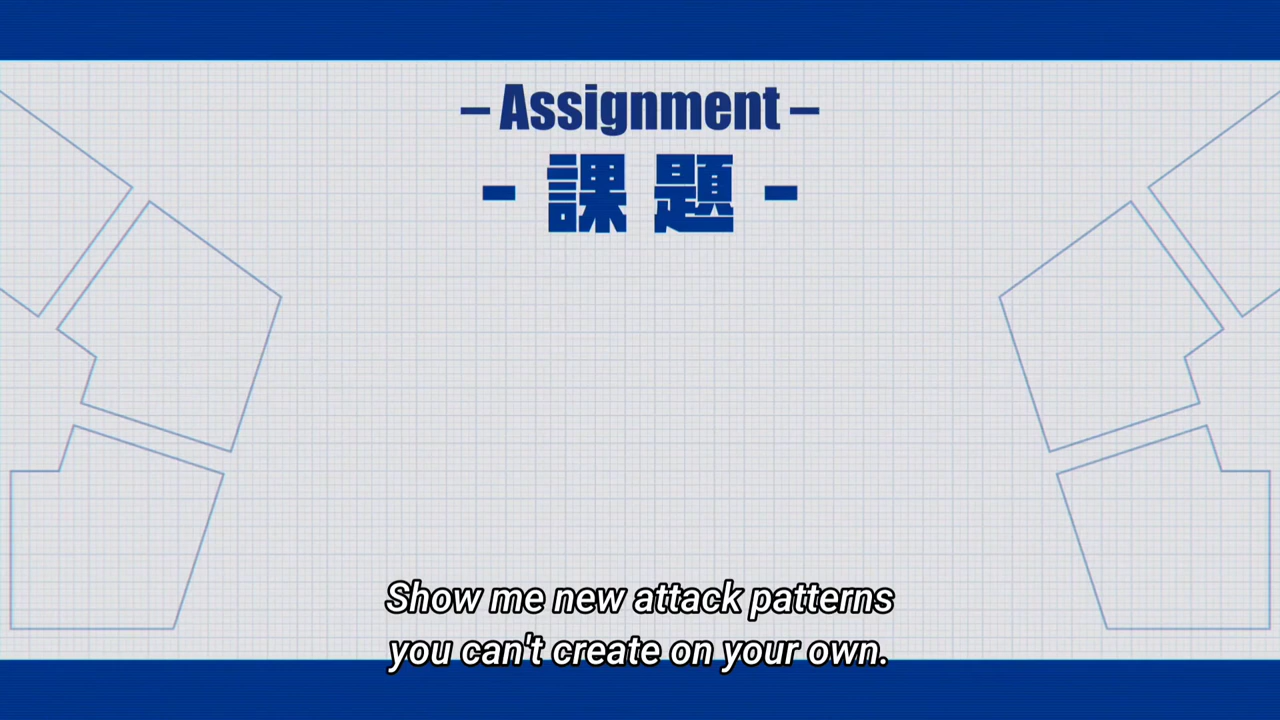 – Assignment –
- 課題 -
Show me new attack patterns
you can't create on your own.